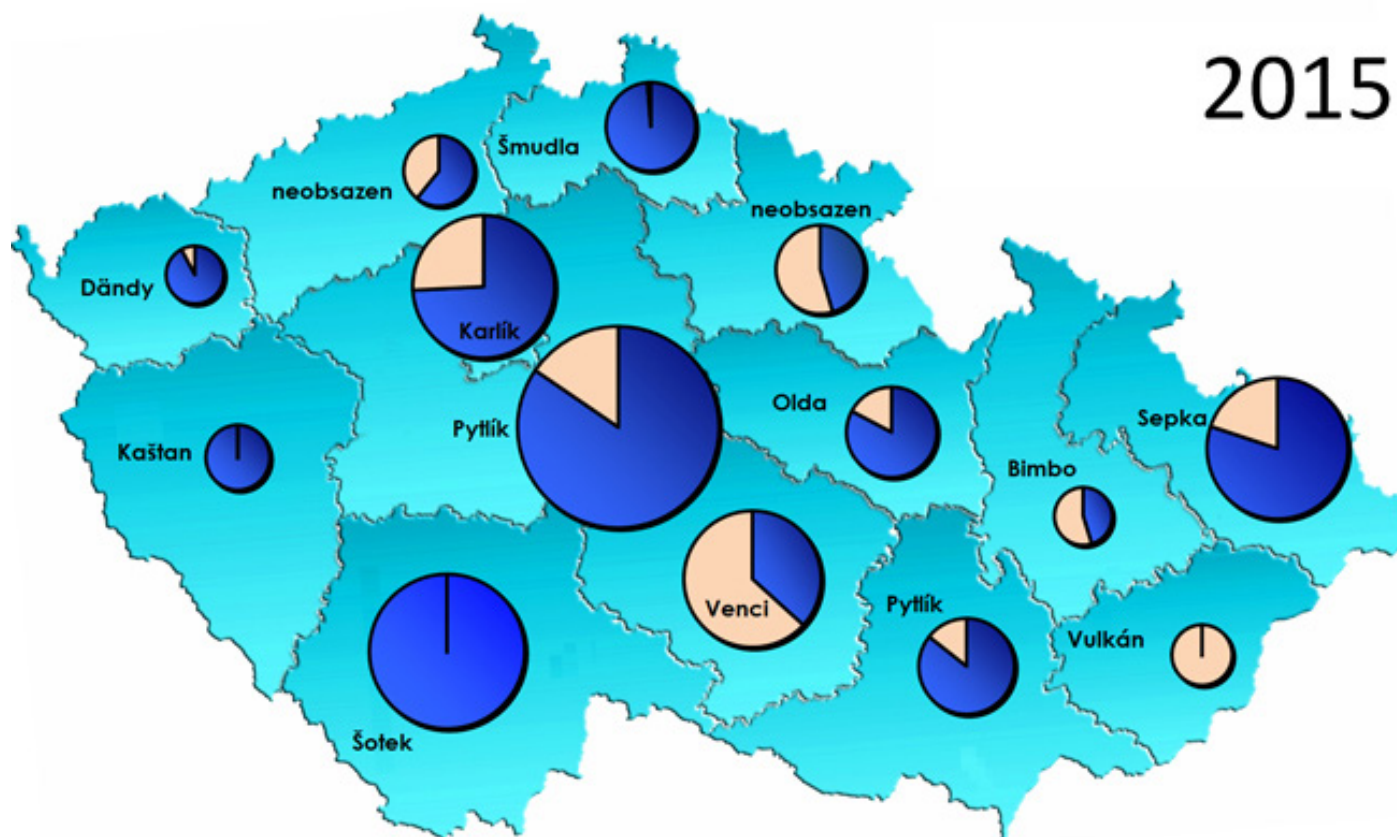 2015
Šmudla
neobsazen
neobsazen
Dändy
Karlík
Olda
Sepka
Pytlík
Kaštan
Bimbo
Venci
Pytlík
Vulkán
Šotek